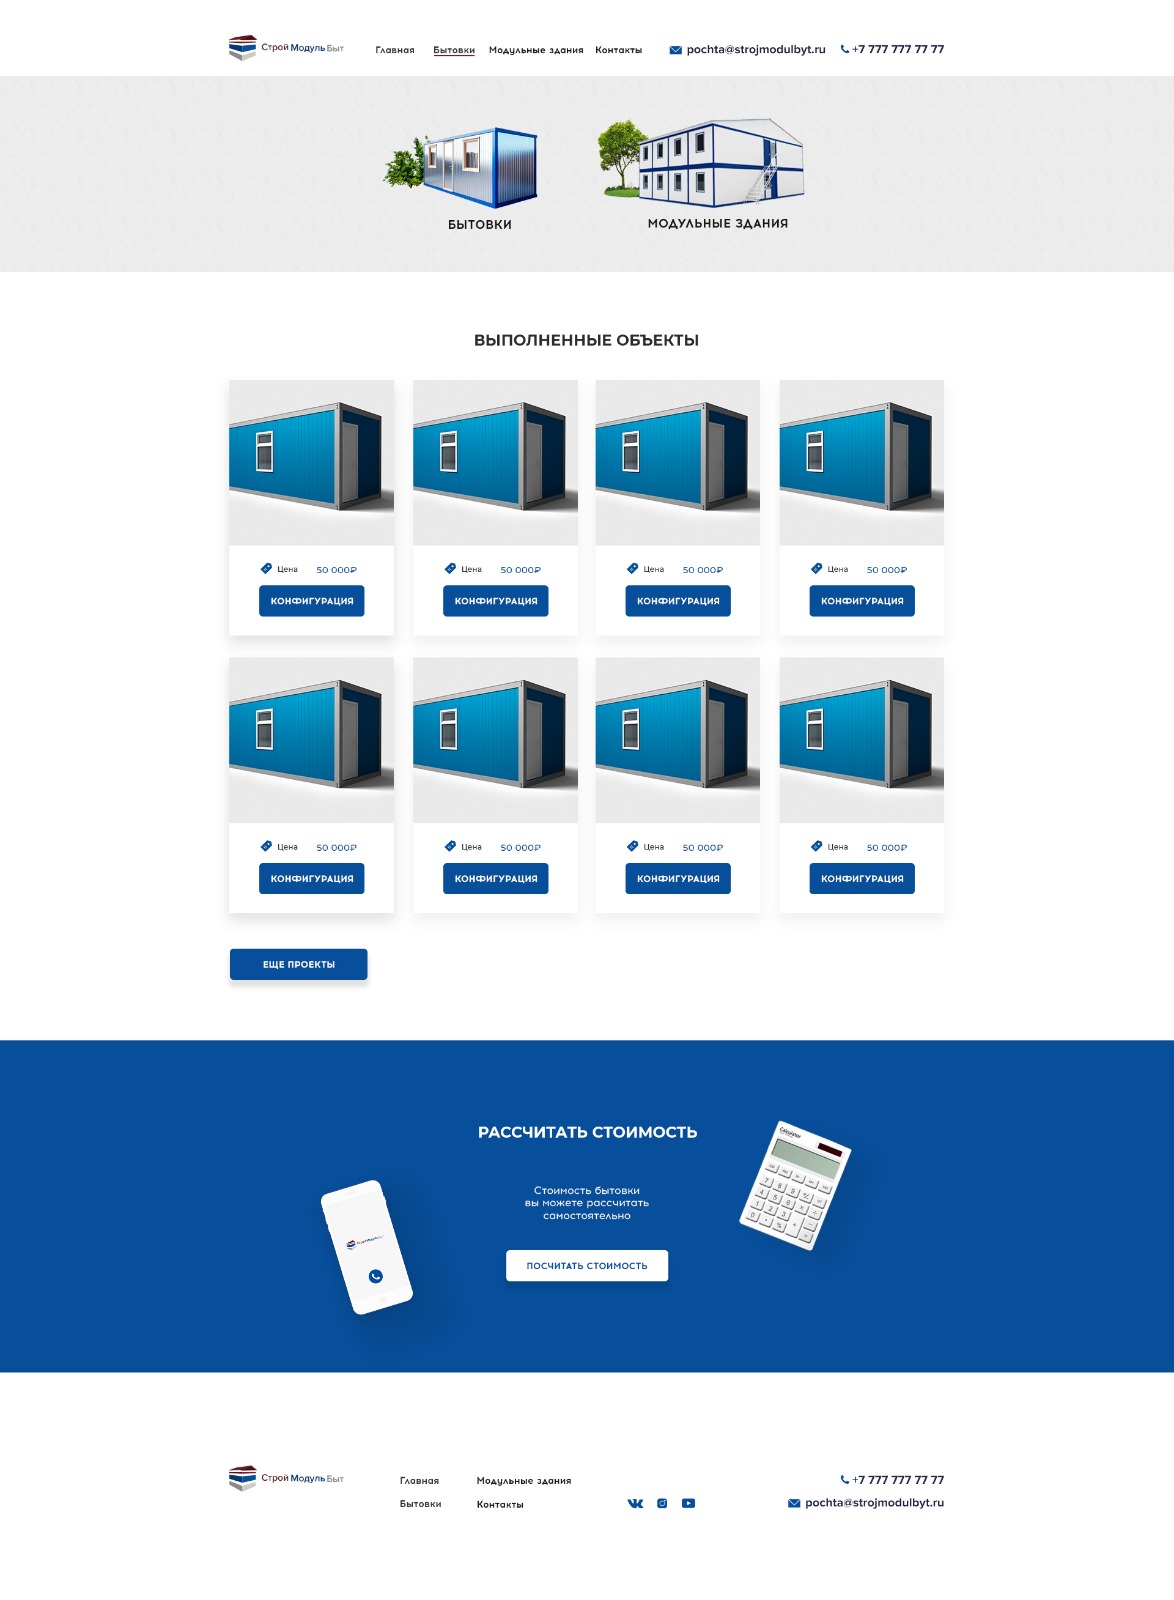 Строй Модуль Быт
Главная Бытовки Модульные здания Контакты pochta@strojmodulbyt.ru +7 777 777 77 77
БЫТОВКИ МОДУЛЬНЫЕ ЗДАНИЯ
ВЫПОЛНЕННЫЕ ОБЪЕКТЫ
Цена 50 000₽ Цена 50 000₽ Цена 50 000₽ Цена 50 000₽
КОНФИГУРАЦИЯ КОНФИГУРАЦИЯ КОНФИГУРАЦИЯ КОНФИГУРАЦИЯ
Цена 50 000₽ Цена 50 000₽ Цена 50 000₽ Цена 50 000₽
КОНФИГУРАЦИЯ КОНФИГУРАЦИЯ КОНФИГУРАЦИЯ КОНФИГУРАЦИЯ
ЕЩЕ ПРОЕКТЫ
РАССЧИТАТЬ СТОИМОСТЬ
Calculator
Стоимость бытовки
вы можете рассчитать
самостоятельно
ПОСЧИТАТЬ СТОИМОСТЬ
Строй Модуль Быт
Главная Модульные здания +7 777 777 77 77
Бытовки Контакты pochta@strojmodulbyt.ru